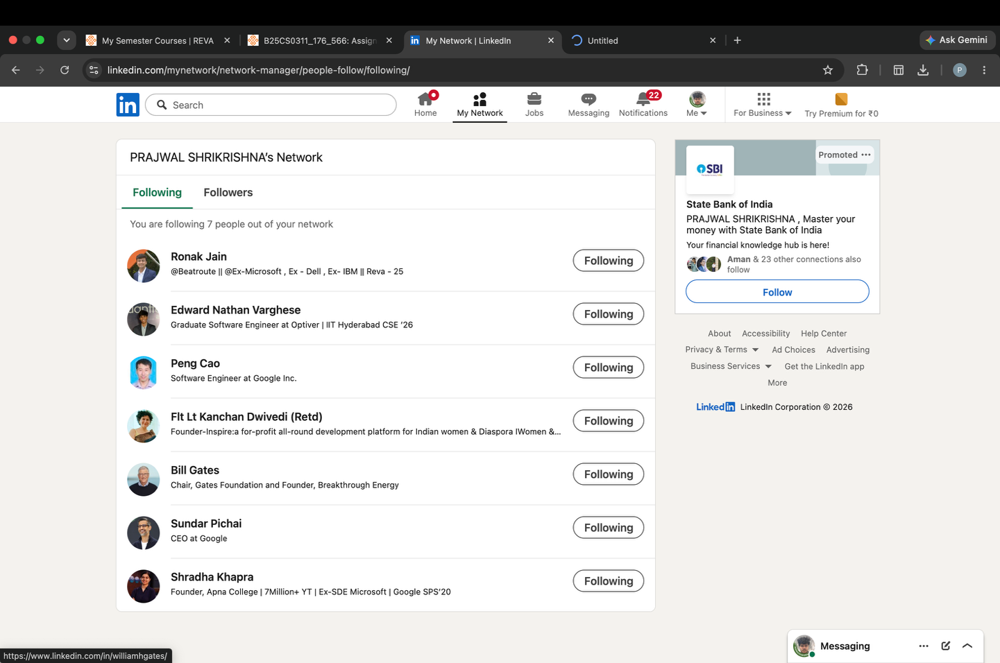 My Semester Courses | REVA
B25CS0311_176_566: Assign
My Network | LinkedIn
Untitled
Ask Gemini
linkedin.com/mynetwork/network-manager/people-follow/following/
P
in
Search
Home
My Network
Jobs
Messaging
22
Notifications
Me
For Business
Try Premium for ₹0
PRAJWAL SHRIKRISHNA’s Network
Following
Followers
You are following 7 people out of your network
Ronak Jain
@Beatroute || @Ex-Microsoft , Ex - Dell , Ex- IBM || Reva - 25
Following
Edward Nathan Varghese
Graduate Software Engineer at Optiver | IIT Hyderabad CSE ’26
Following
Peng Cao
Software Engineer at Google Inc.
Following
Flt Lt Kanchan Dwivedi (Retd)
Founder-Inspire:a for-profit all-round development platform for Indian women & Diaspora IWomen &...
Following
Bill Gates
Chair, Gates Foundation and Founder, Breakthrough Energy
Following
Sundar Pichai
CEO at Google
Following
Shradha Khapra
Founder, Apna College | 7Million+ YT | Ex-SDE Microsoft | Google SPS’20
Following
Promoted
SBI
State Bank of India
PRAJWAL SHRIKRISHNA , Master your
money with State Bank of India
Your financial knowledge hub is here!
Aman & 23 other connections also
follow
Follow
About Accessibility Help Center
Privacy & Terms Ad Choices Advertising
Business Services Get the LinkedIn app
More
LinkedIn LinkedIn Corporation © 2026
Messaging
https://www.linkedin.com/in/williamhgates/